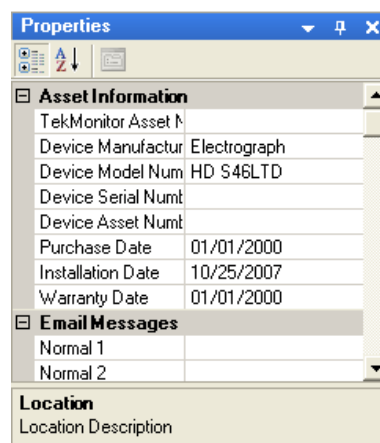 Properties
Asset Information
TekMonitor Asset N
Device Manufactur Electrograph
Device Model Num HD S46LTD
Device Serial Numb
Device Asset Numb
Purchase Date 01/01/2000
Installation Date 10/25/2007
Warranty Date 01/01/2000
Email Messages
Normal 1
Normal 2
Location
Location Description